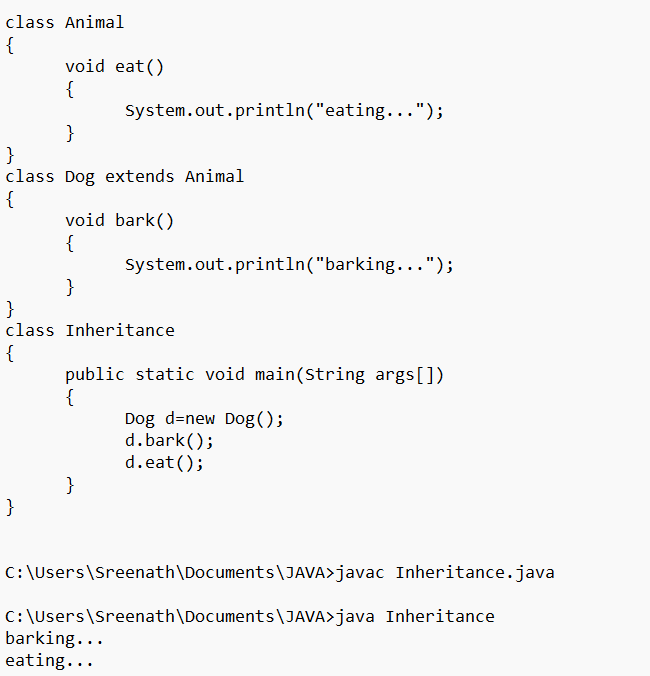 class Animal
{
      void eat()
      {
            System.out.println("eating...");
      }
}
class Dog extends Animal
{
      void bark()
      {
            System.out.println("barking...");
      }
}
class Inheritance
{
      public static void main(String args[])
      {
            Dog d=new Dog();
            d.bark();
            d.eat();
      }
}
C:\Users\Sreenath\Documents\JAVA>javac Inheritance.java
C:\Users\Sreenath\Documents\JAVA>java Inheritance
barking...
eating...